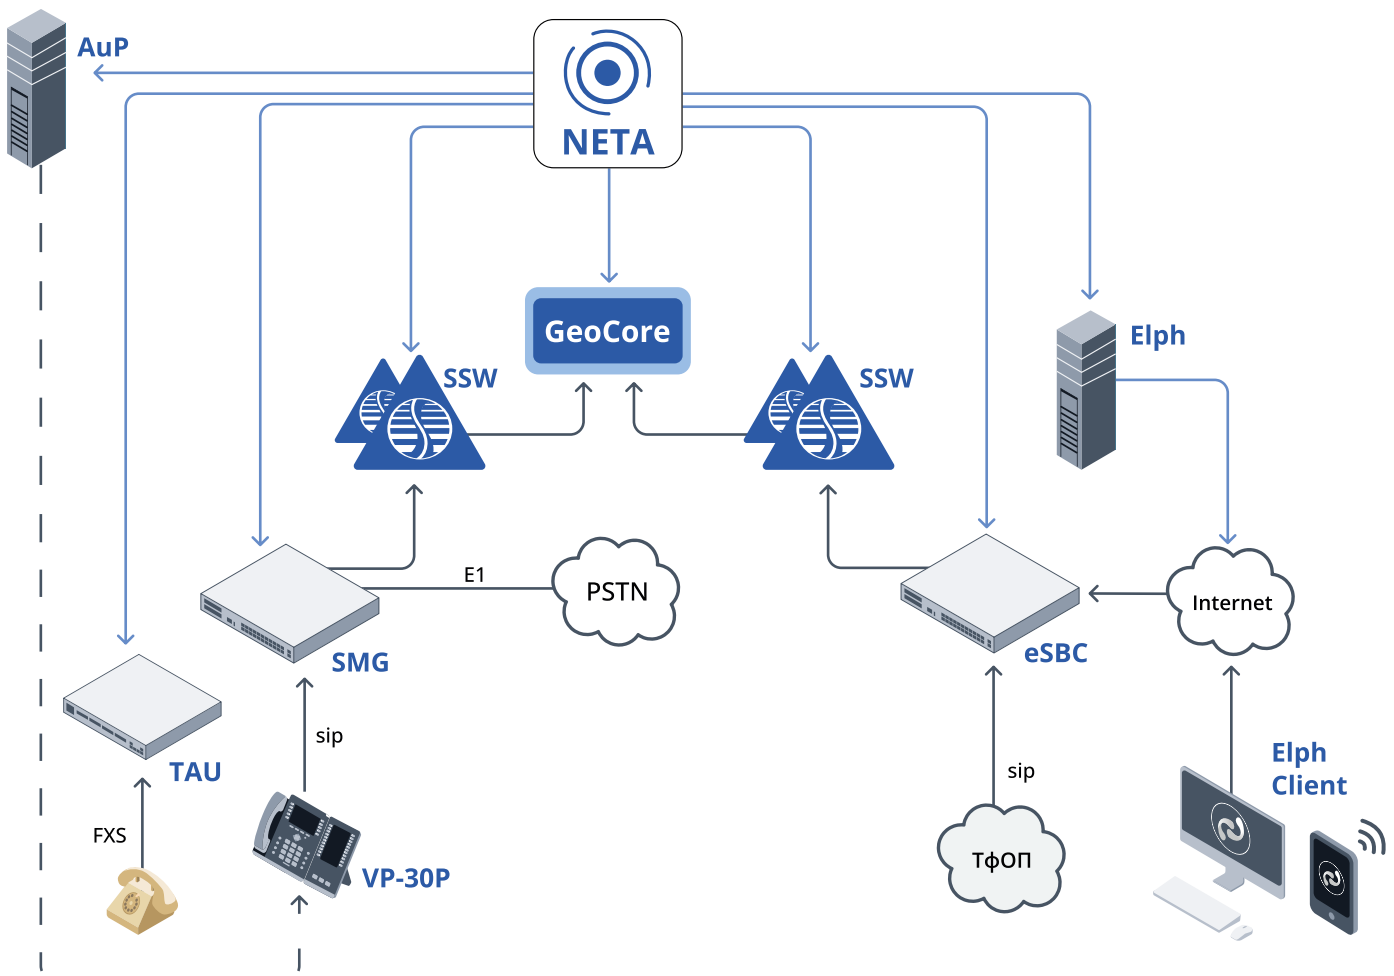 AuP
NETA
GeoCore
SSW
SSW
Elph
E1
PSTN
Internet
SMG
eSBC
sip
TAU
sip
Elph
Client
FXS
ТфОП
VP-30P